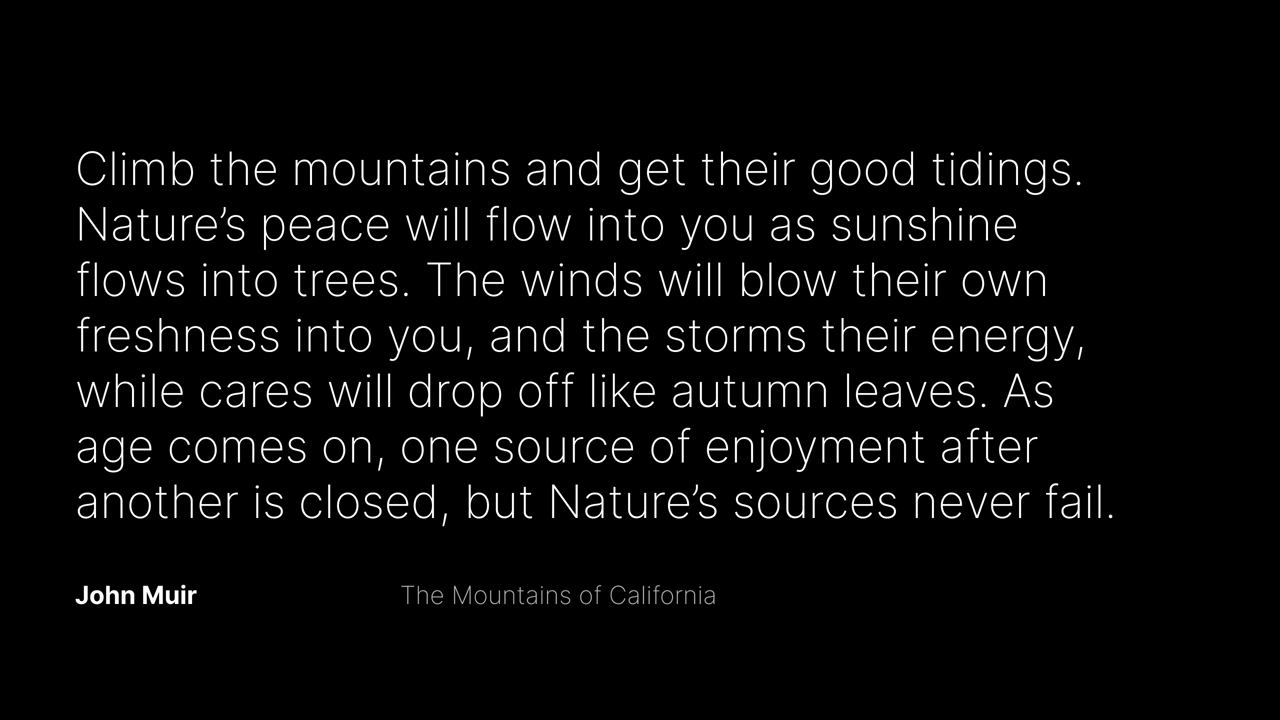 Climb the mountains and get their good tidings.
Nature’s peace will flow into you as sunshine
flows into trees. The winds will blow their own
freshness into you, and the storms their energy,
while cares will drop off like autumn leaves. As
age comes on, one source of enjoyment after
another is closed, but Nature’s sources never fail.
John Muir
The Mountains of California